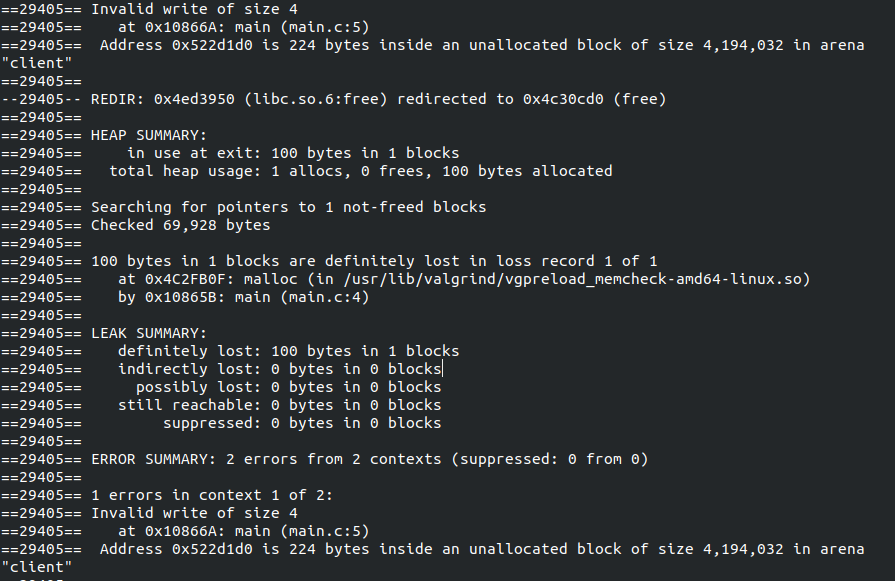 ==29405== Invalid write of size 4
==29405==    at 0x10866A: main (main.c:5)
==29405==  Address 0x522d1d0 is 224 bytes inside an unallocated block of size 4,194,032 in arena
"client"
==29405==
--29405-- REDIR: 0x4ed3950 (libc.so.6:free) redirected to 0x4c30cd0 (free)
==29405==
==29405== HEAP SUMMARY:
==29405==     in use at exit: 100 bytes in 1 blocks
==29405==   total heap usage: 1 allocs, 0 frees, 100 bytes allocated
==29405==
==29405== Searching for pointers to 1 not-freed blocks
==29405== Checked 69,928 bytes
==29405==
==29405== 100 bytes in 1 blocks are definitely lost in loss record 1 of 1
==29405==    at 0x4C2FB0F: malloc (in /usr/lib/valgrind/vgpreload_memcheck-amd64-linux.so)
==29405==    by 0x10865B: main (main.c:4)
==29405==
==29405== LEAK SUMMARY:
==29405==    definitely lost: 100 bytes in 1 blocks
==29405==    indirectly lost: 0 bytes in 0 blocks
==29405==      possibly lost: 0 bytes in 0 blocks
==29405==    still reachable: 0 bytes in 0 blocks
==29405==         suppressed: 0 bytes in 0 blocks
==29405==
==29405== ERROR SUMMARY: 2 errors from 2 contexts (suppressed: 0 from 0)
==29405==
==29405== 1 errors in context 1 of 2:
==29405== Invalid write of size 4
==29405==    at 0x10866A: main (main.c:5)
==29405==  Address 0x522d1d0 is 224 bytes inside an unallocated block of size 4,194,032 in arena
"client"